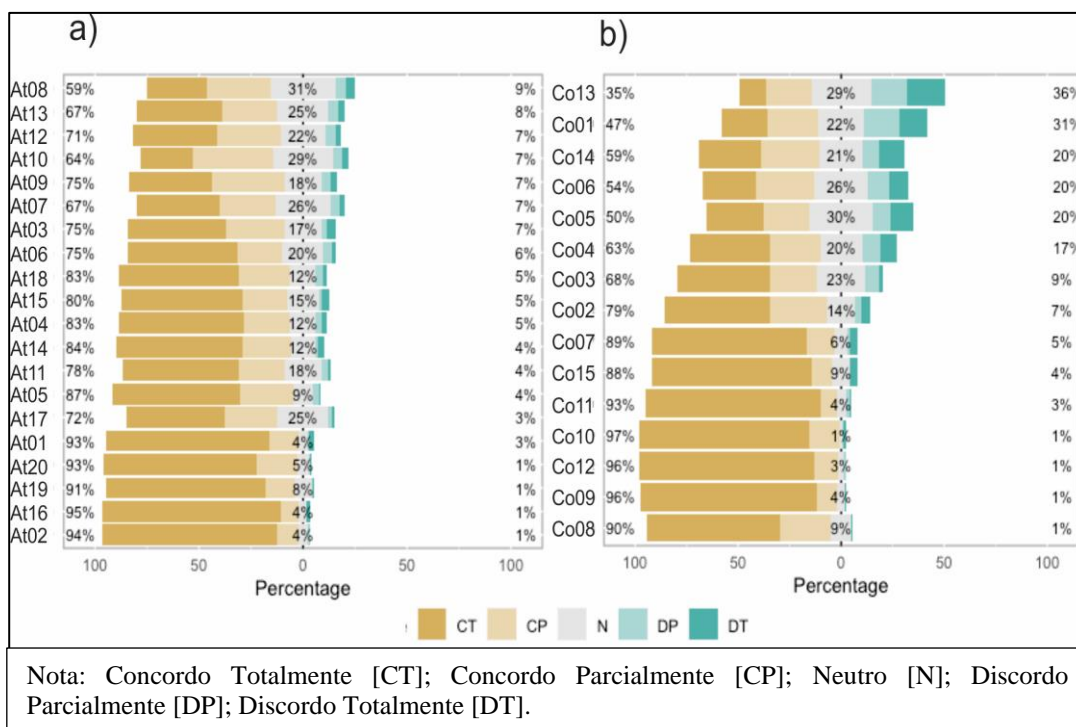 a)
b)
At08 59% 31% 9%
At13 67% 25% 8%
At12 71% 22% 7%
At10 64% 29% 7%
At09 75% 18% 7%
At07 67% 26% 7%
At03 75% 17% 7%
At06 75% 20% 6%
At18 83% 12% 5%
At15 80% 15% 5%
At04 83% 12% 5%
At14 84% 12% 4%
At11 78% 18% 4%
At05 87% 9% 4%
At17 72% 25% 3%
At01 93% 4% 3%
At20 93% 5% 1%
At19 91% 8% 1%
At16 95% 4% 1%
At02 94% 4% 1%
100 50 0 50 100
Percentage
Co13 35% 29% 36%
Co01 47% 22% 31%
Co14 59% 21% 20%
Co06 54% 26% 20%
Co05 50% 30% 20%
Co04 63% 20% 17%
Co03 68% 23% 9%
Co02 79% 14% 7%
Co07 89% 6% 5%
Co15 88% 9% 4%
Co11 93% 4% 3%
Co10 97% 1% 1%
Co12 96% 3% 1%
Co09 96% 4% 1%
Co08 90% 9% 1%
100 50 0 50 100
Percentage
CT CP N DP DT
Nota: Concordo Totalmente [CT]; Concordo Parcialmente [CP]; Neutro [N]; Discordo
Parcialmente [DP]; Discordo Totalmente [DT].